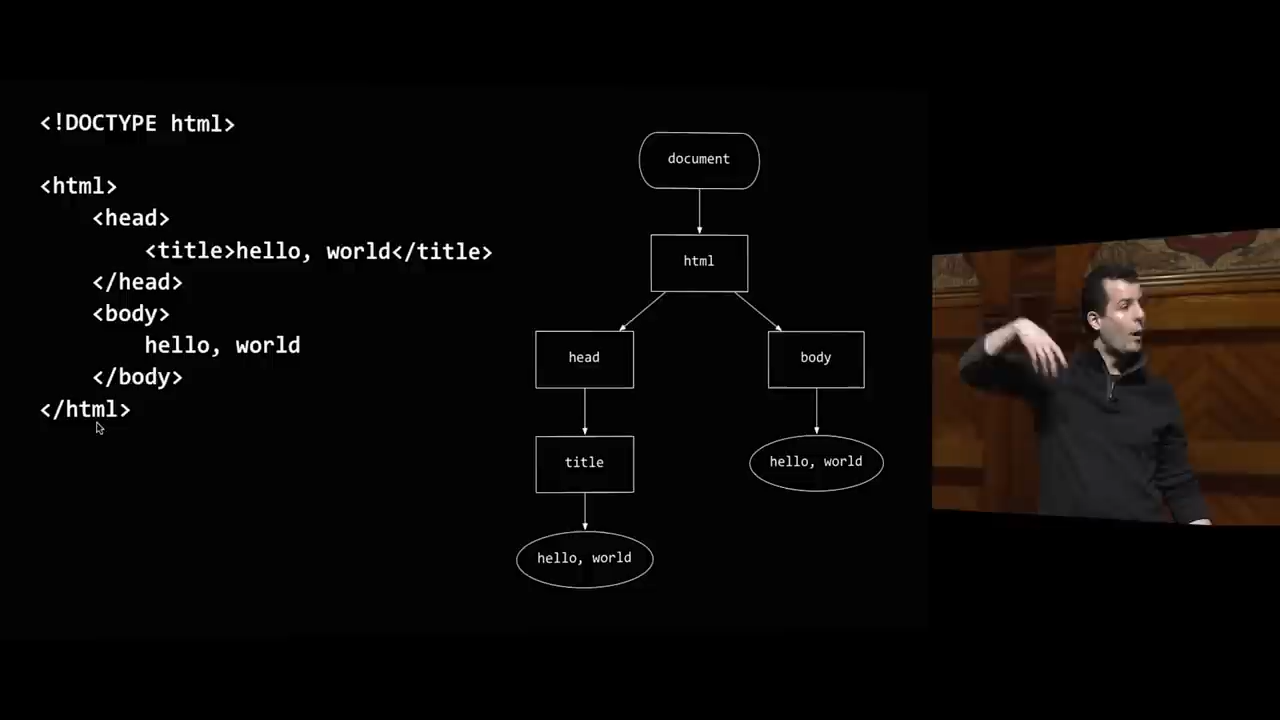 <!DOCTYPE html>
<html>
<head>
<title>hello, world</title>
</head>
<body>
hello, world
</body>
</html>
document
html
head
body
title
hello, world
hello, world